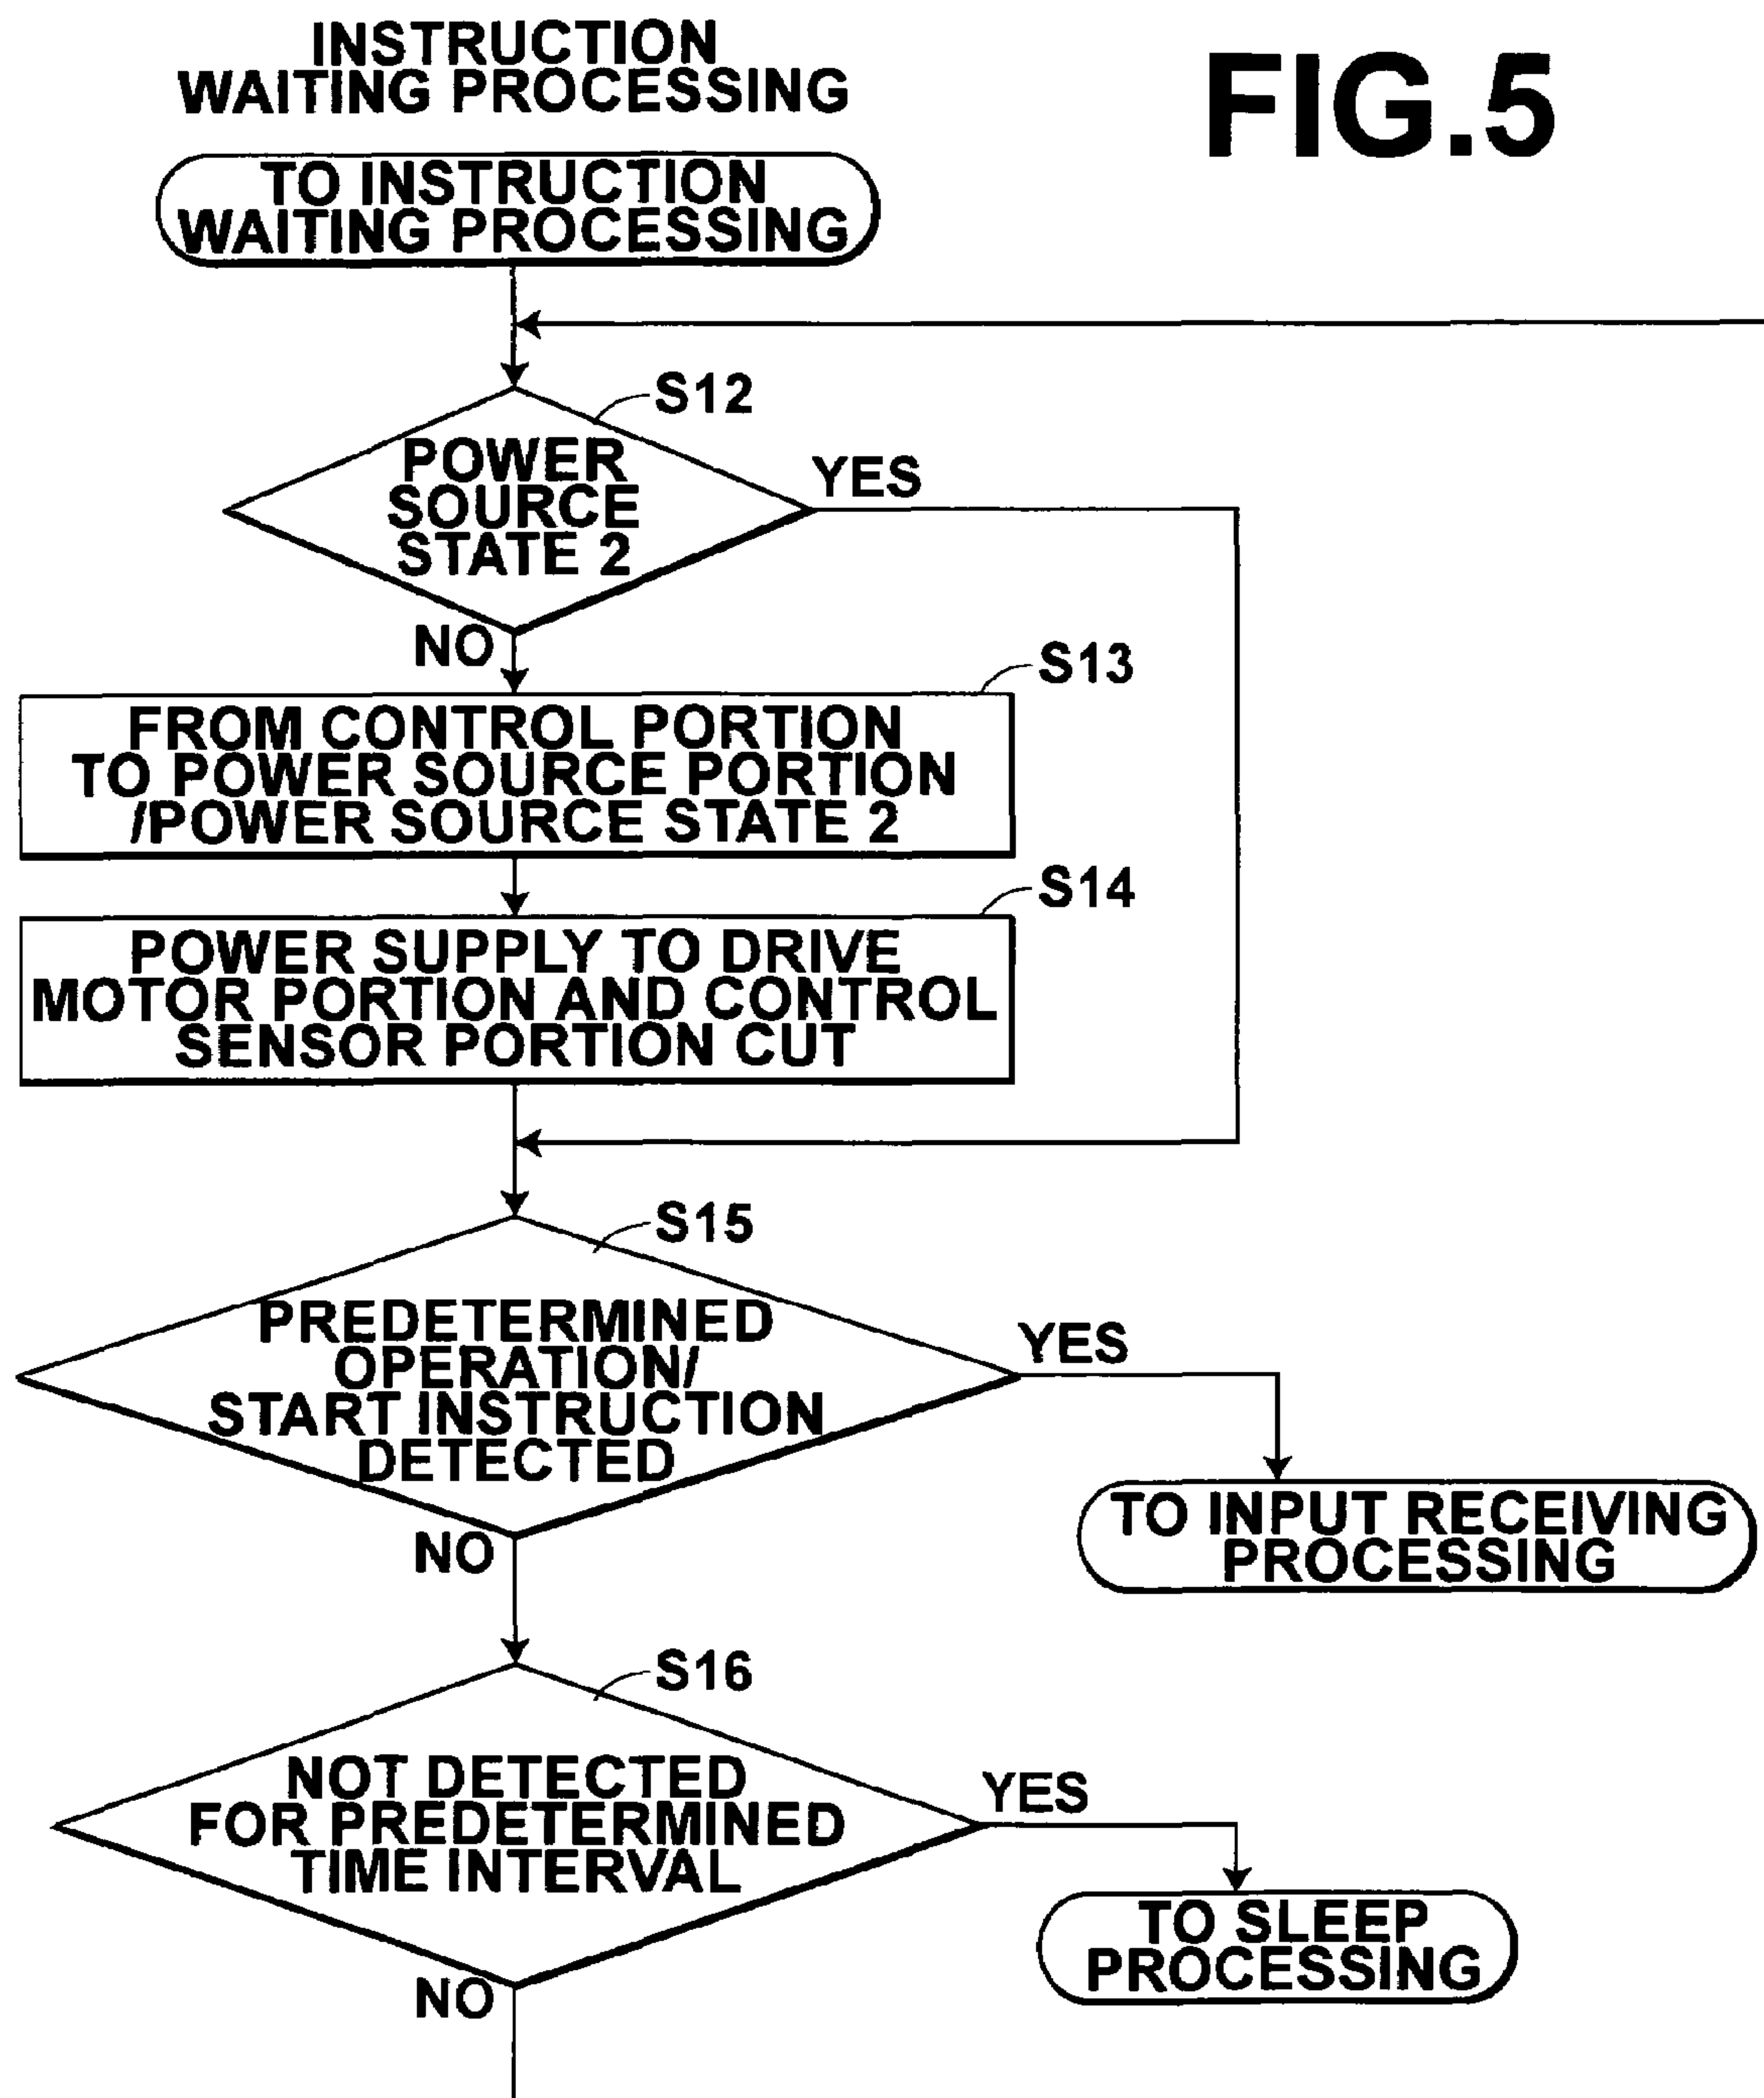 INSTRUCTION
WAITING PROCESSING
FIG.5
TO INSTRUCTION
WAITING PROCESSING
S12
POWER
SOURCE
STATE 2
YES
NO
S13
FROM CONTROL PORTION
TO POWER SOURCE PORTION
/POWER SOURCE STATE 2
S14
POWER SUPPLY TO DRIVE
MOTOR PORTION AND CONTROL
SENSOR PORTION CUT
S15
PREDETERMINED
OPERATION/
START INSTRUCTION
DETECTED
YES
TO INPUT RECEIVING
PROCESSING
NO
S16
NOT DETECTED
FOR PREDETERMINED
TIME INTERVAL
YES
TO SLEEP
PROCESSING
NO